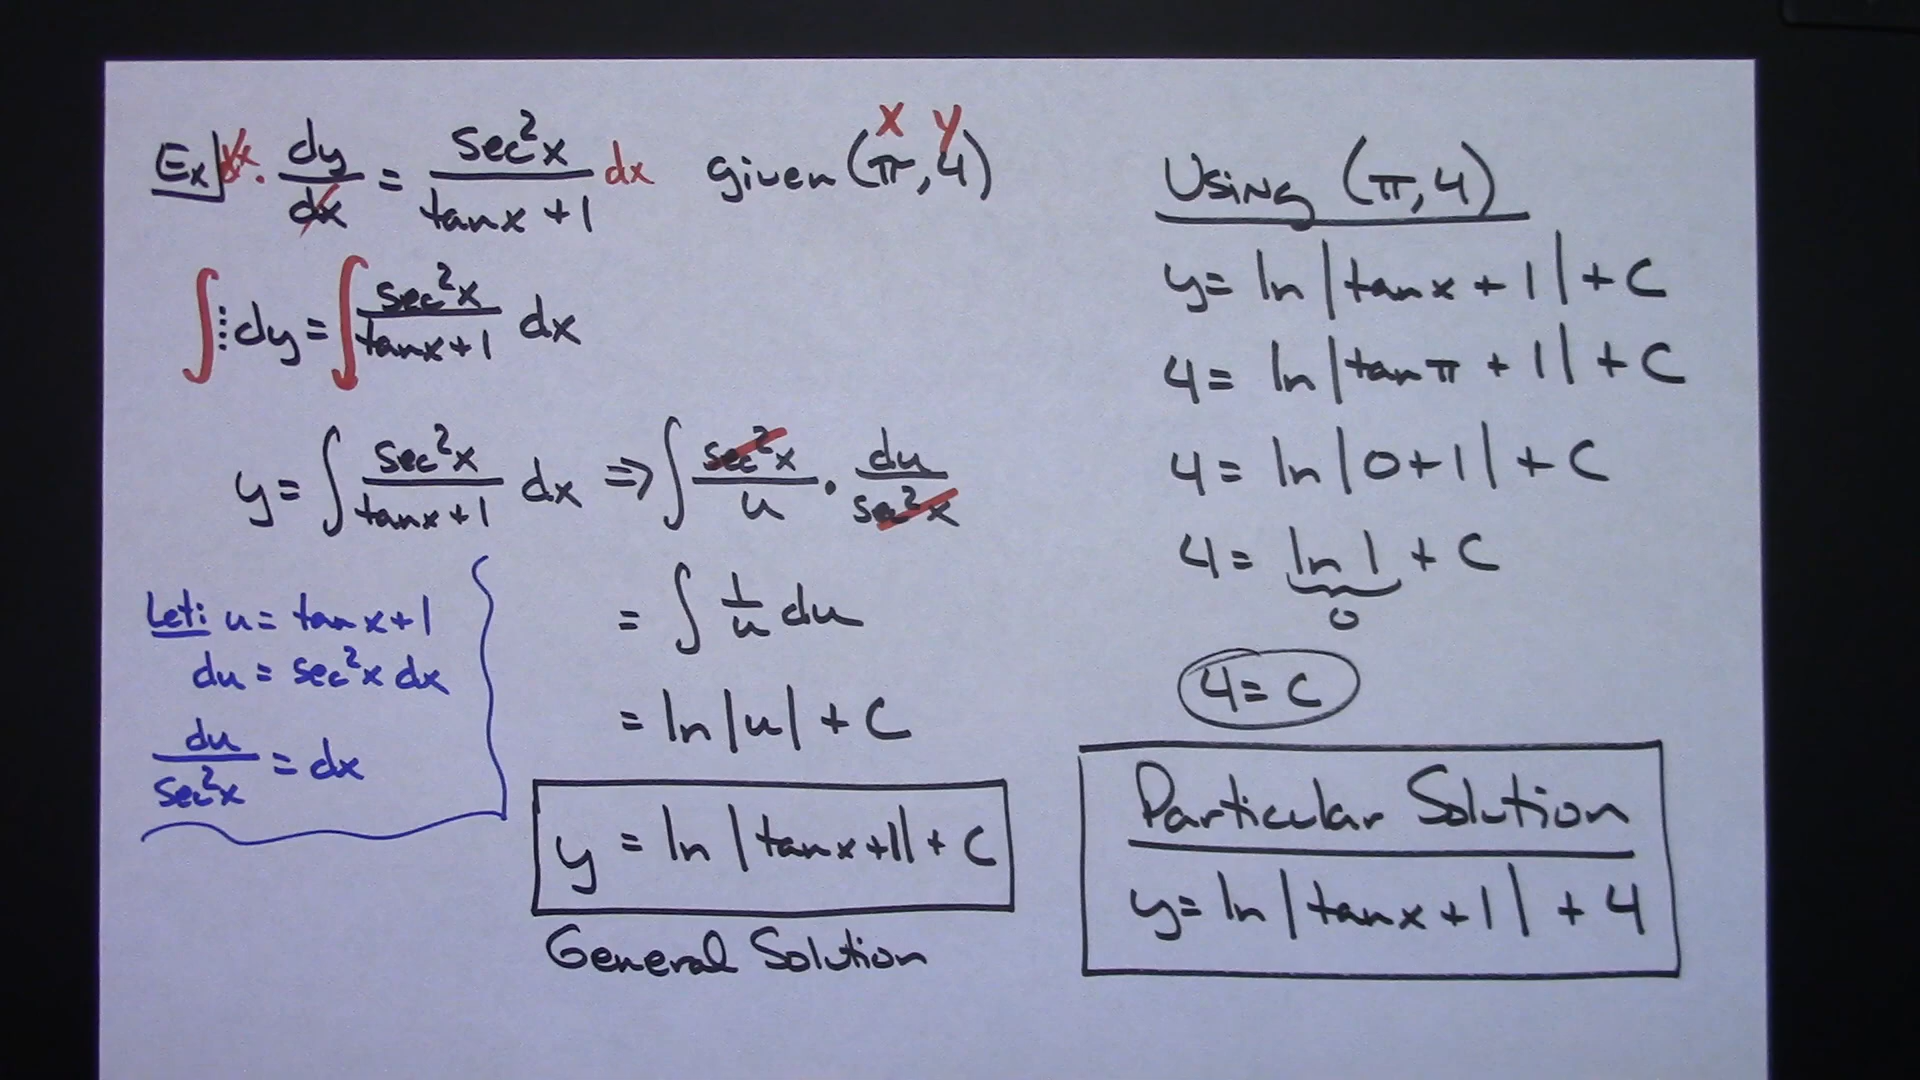 Ex] dx · dy/dx = sec²x/(tanx + 1) dx given (π, 4)
x y
∫ dy = ∫ sec²x/(tanx + 1) dx
y = ∫ sec²x/(tanx + 1) dx ⇒ ∫ sec²x/u · du/sec²x
Let: u = tanx + 1
du = sec²x dx
du/sec²x = dx
= ∫ 1/u du
= ln|u| + C
y = ln|tanx + 1| + C
General Solution
Using (π, 4)
y = ln|tanx + 1| + C
4 = ln|tanπ + 1| + C
4 = ln|0 + 1| + C
4 = ln 1 + C
0
4 = C
Particular Solution
y = ln|tanx + 1| + 4